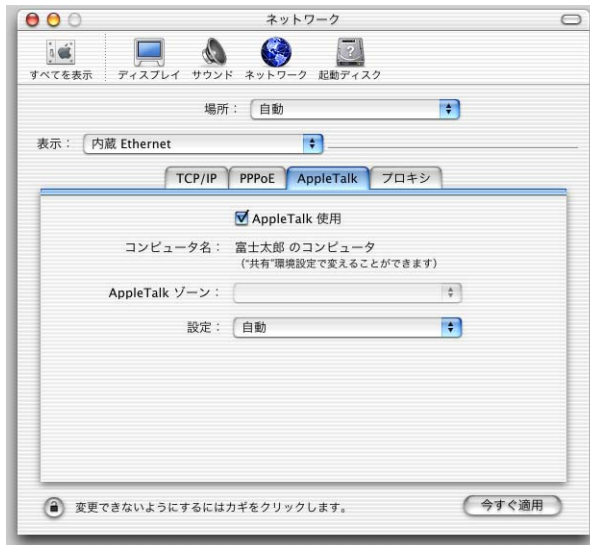 ネットワーク
すべてを表示 ディスプレイ サウンド ネットワーク 起動ディスク
場所： 自動
表示： 内蔵 Ethernet
TCP/IP PPPoE AppleTalk プロキシ
AppleTalk 使用
コンピュータ名： 富士太郎 のコンピュータ
（“共有”環境設定で変えることができます）
AppleTalk ゾーン：
設定： 自動
変更できないようにするにはカギをクリックします。 今すぐ適用